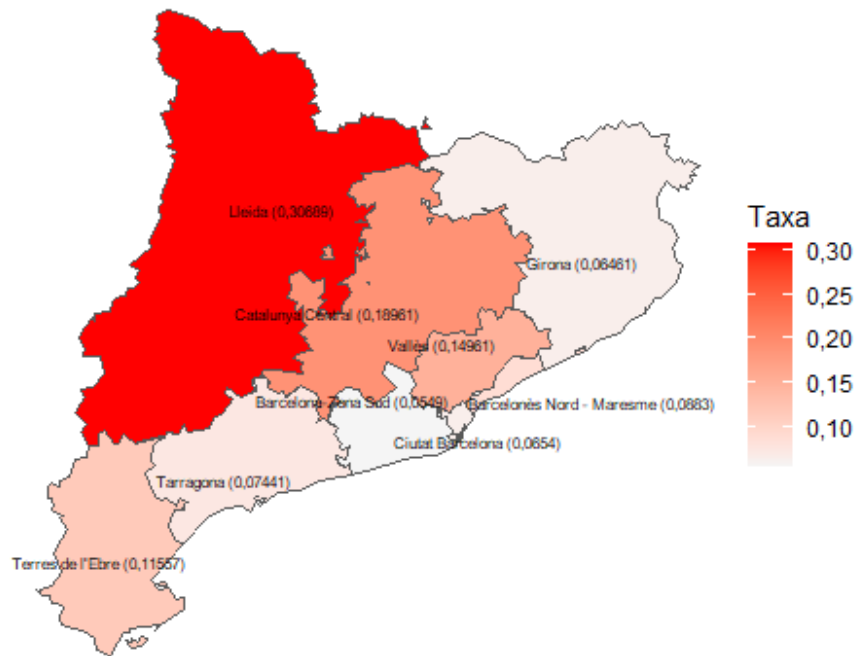 Lleida (0,30689)
Girona (0,06461)
Catalunya Central (0,18961)
Vallès (0,14961)
Barcelona-Zona Sud (0,0549)
Barcelonès Nord - Maresme (0,0883)
Ciutat Barcelona (0,0654)
Tarragona (0,07441)
Terres de l'Ebre (0,11557)
Taxa
0,30
0,25
0,20
0,15
0,10